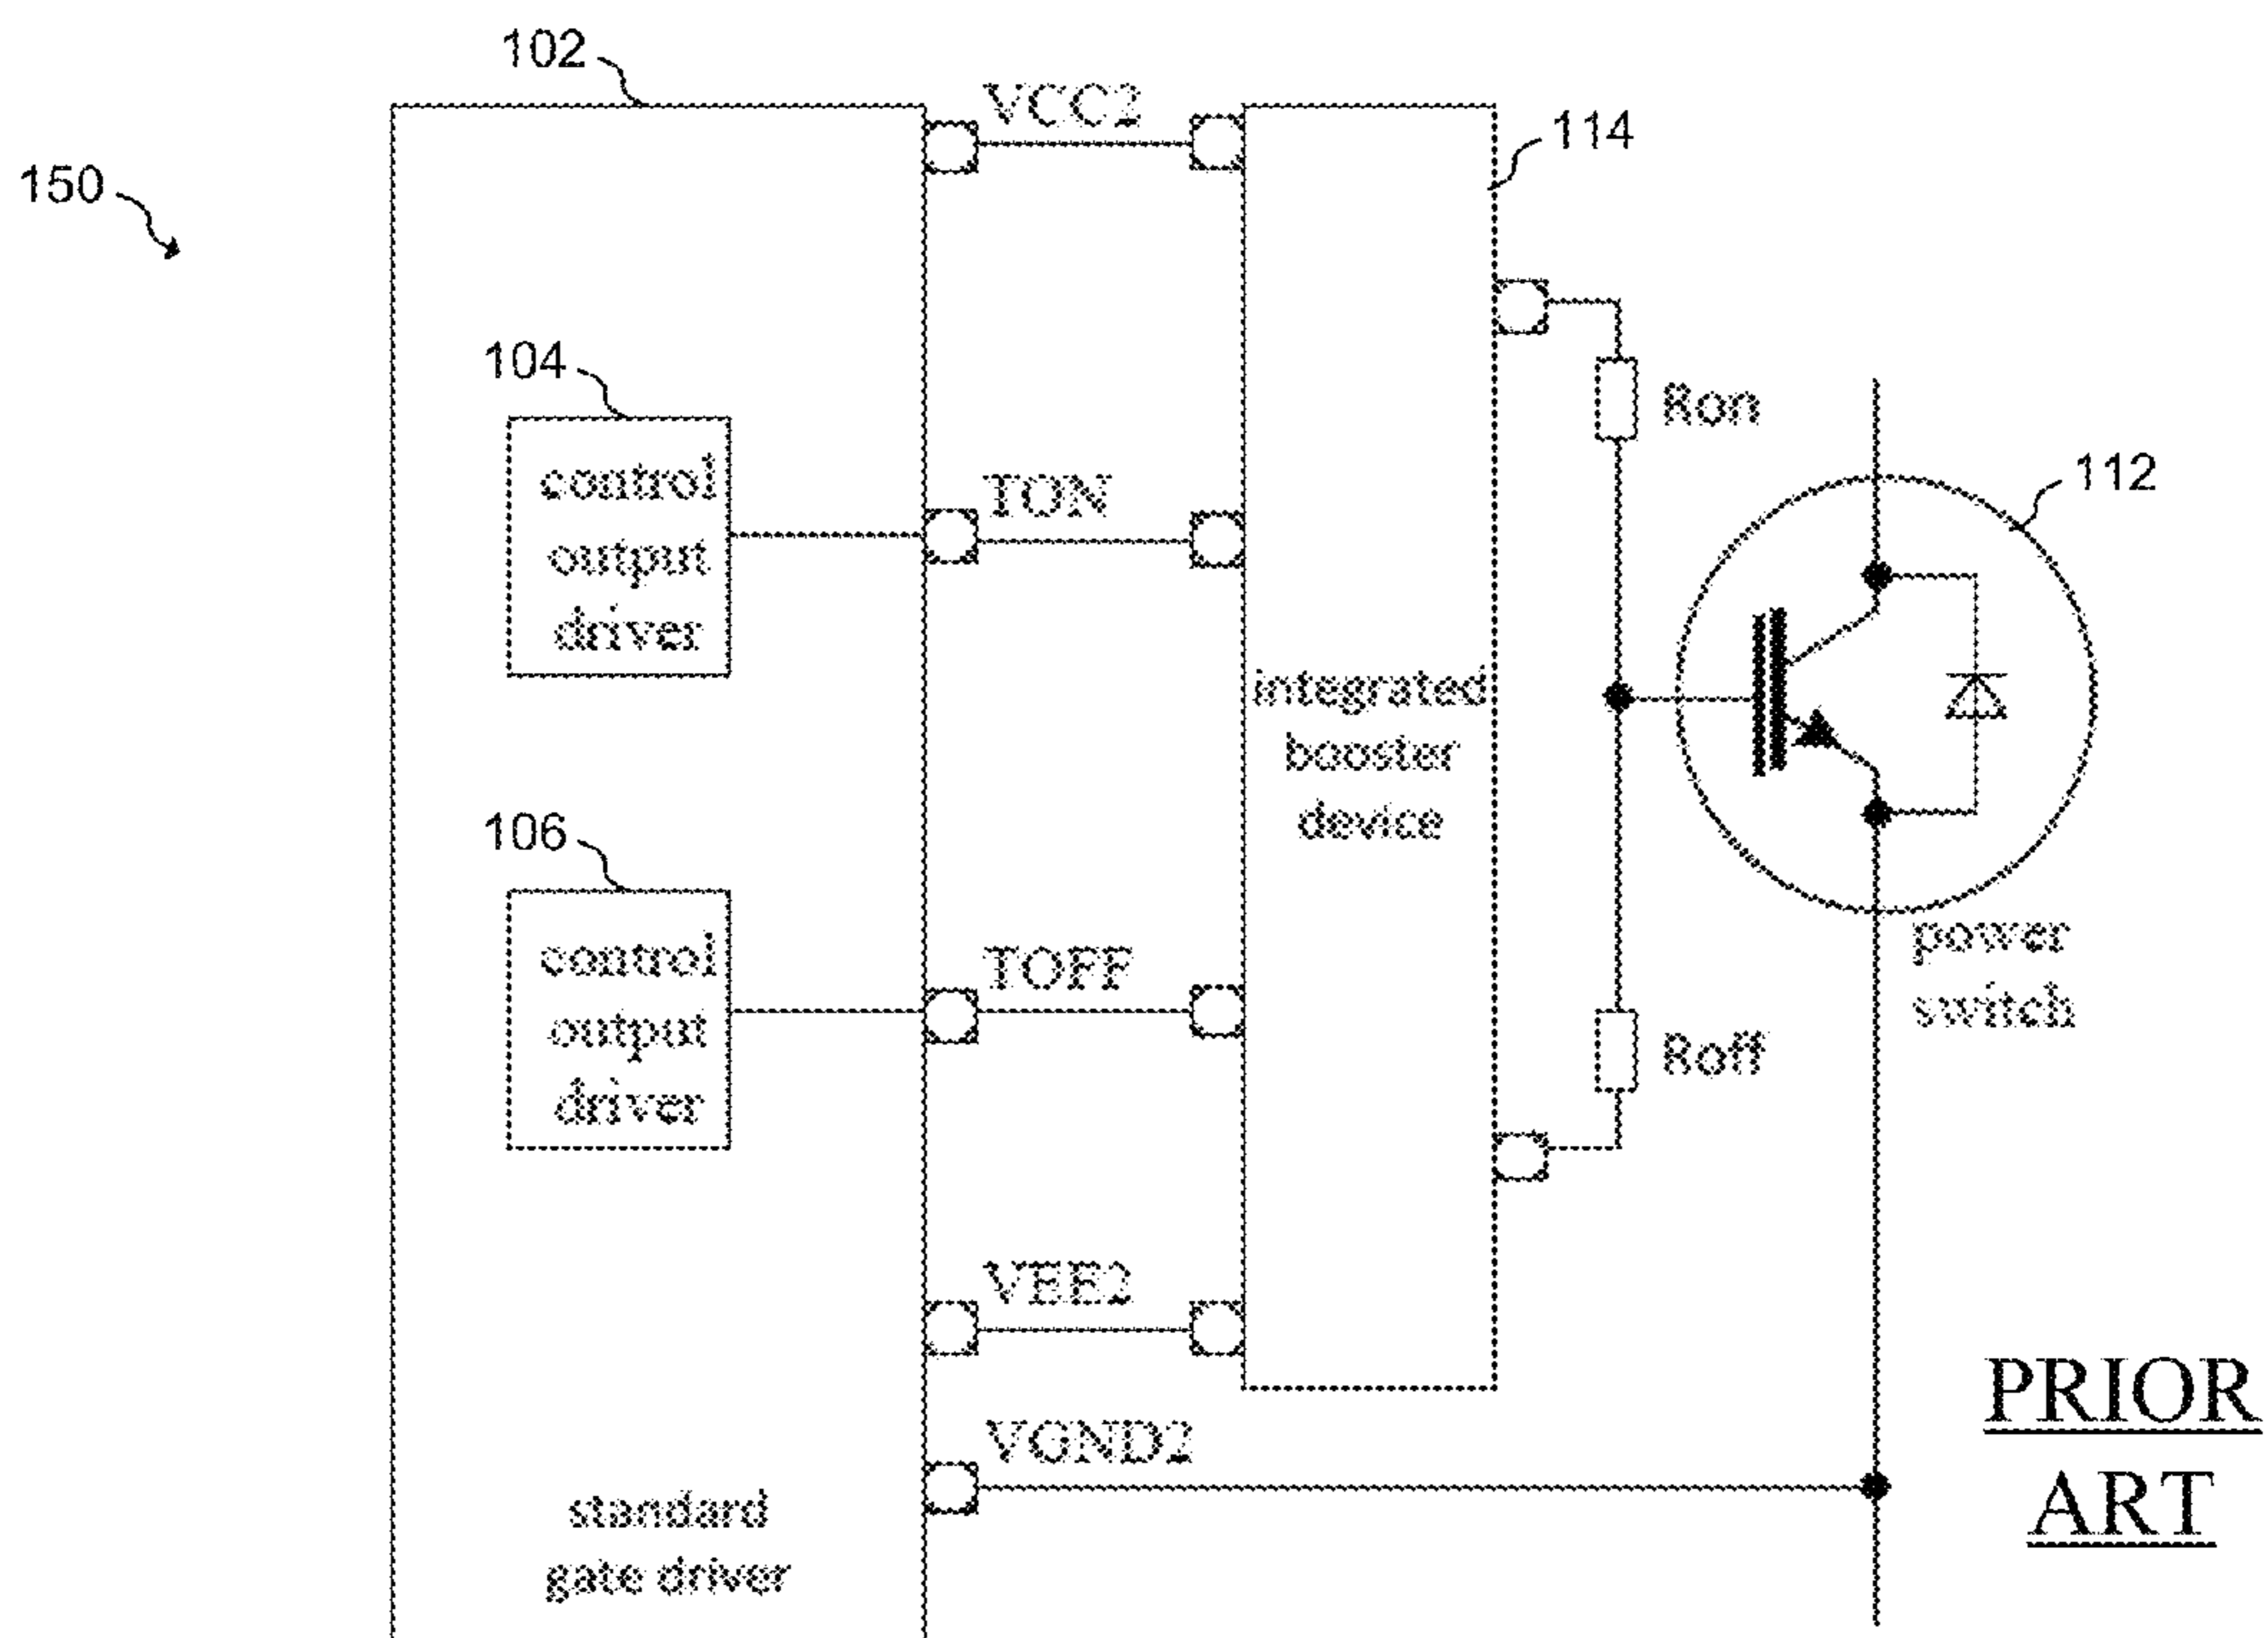 102
VCC2
114
150
104
Ron
control
output
driver
TON
112
integrated
booster
device
106
control
output
driver
TOFF
power
switch
Roff
VEE2
VGND2
standard
gate driver
PRIOR
ART